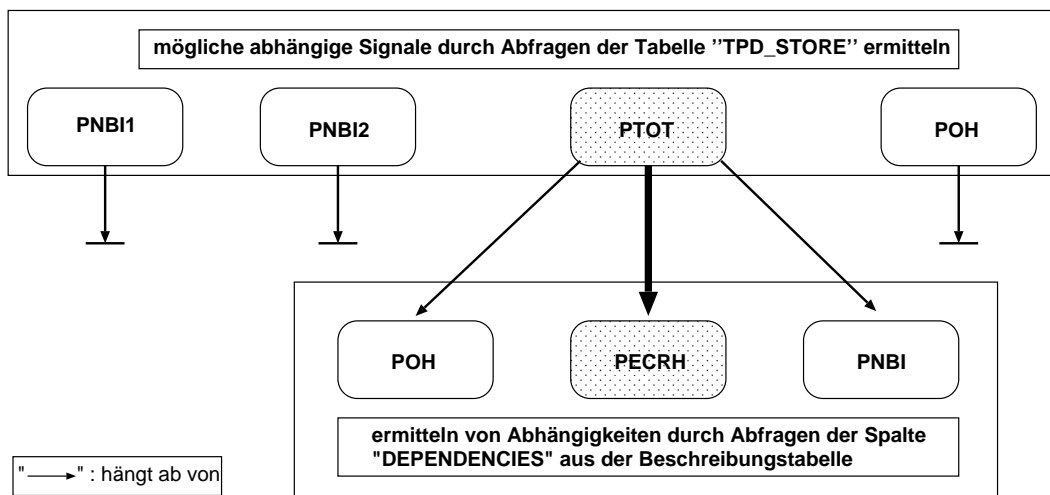 mögliche abhängige Signale durch Abfragen der Tabelle ''TPD_STORE'' ermitteln
PNBI1
PNBI2
PTOT
POH
POH
PECRH
PNBI
ermitteln von Abhängigkeiten durch Abfragen der Spalte
"DEPENDENCIES" aus der Beschreibungstabelle
"⟶" : hängt ab von